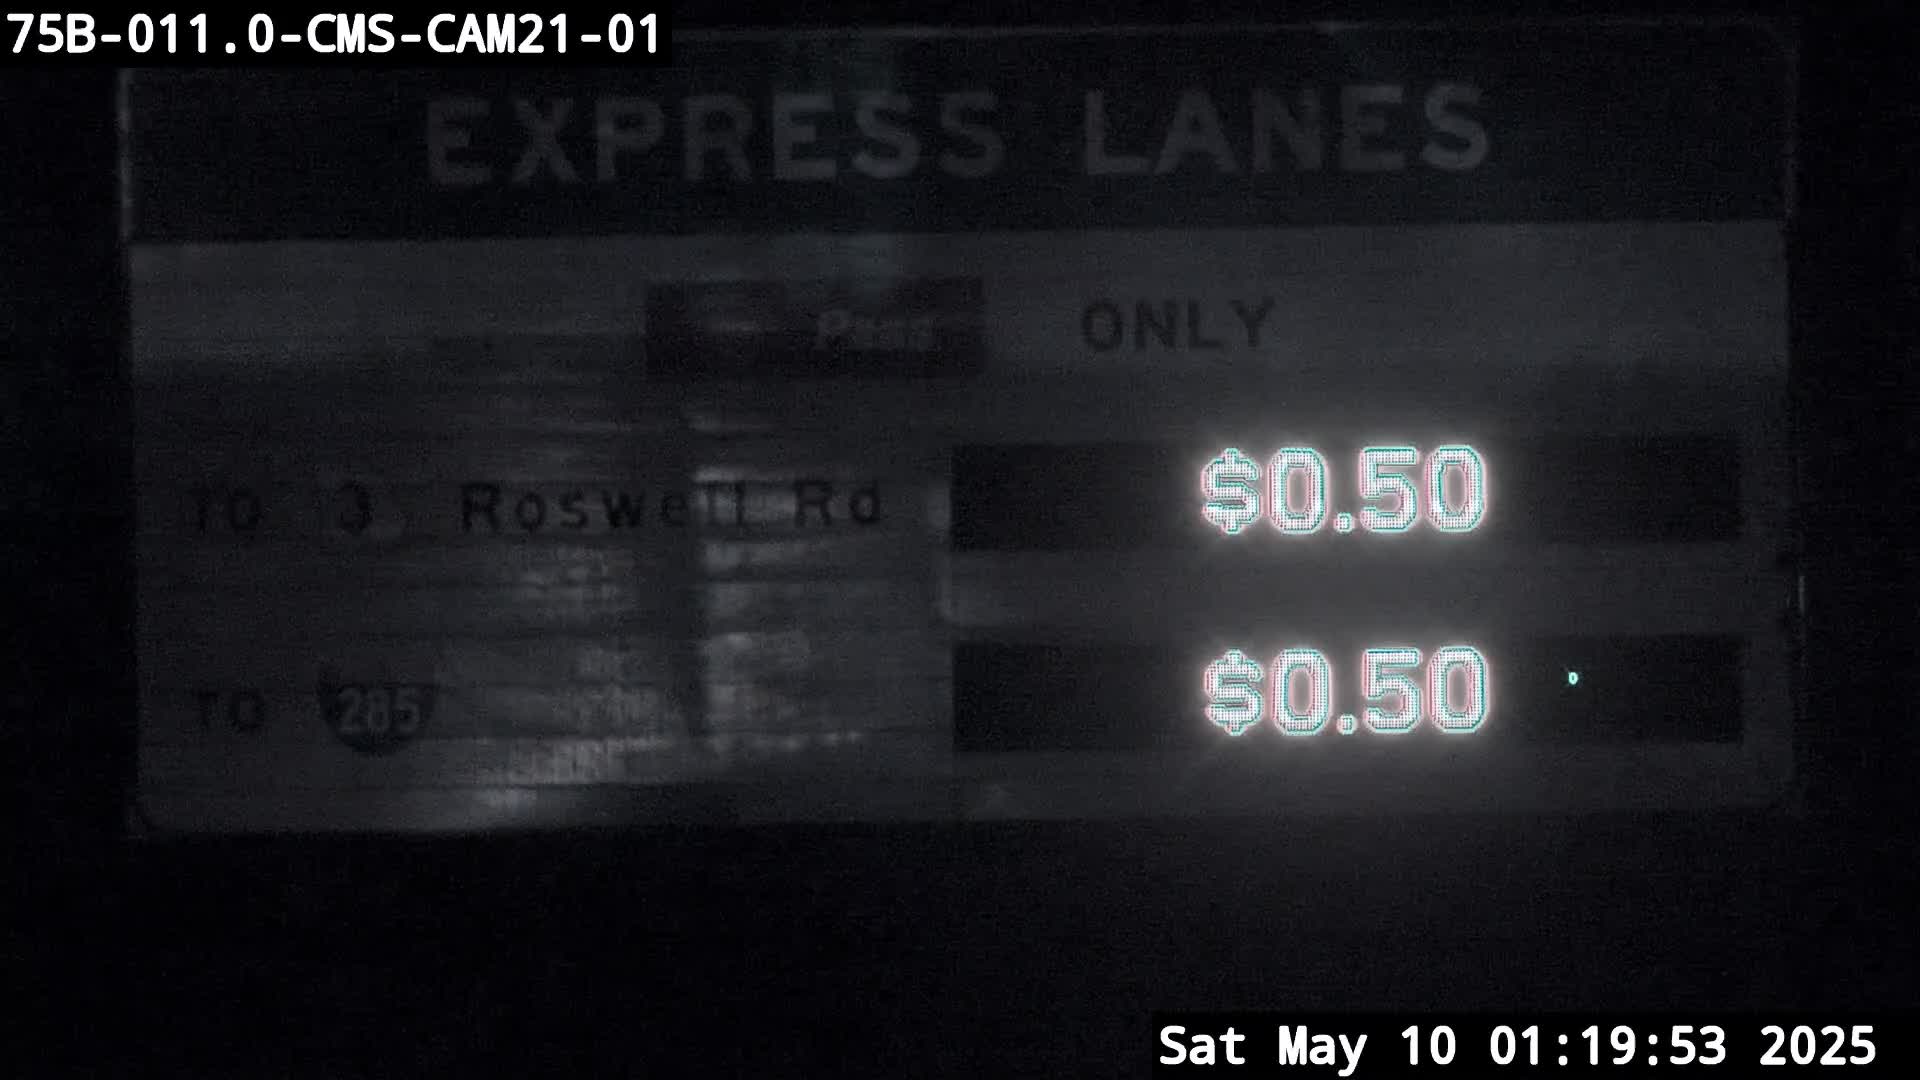 75B-011.0-CMS-CAM21-01
EXPRESS LANES
ONLY
TO Roswell Rd $0.50
TO 285 $0.50
Sat May 10 01:19:53 2025